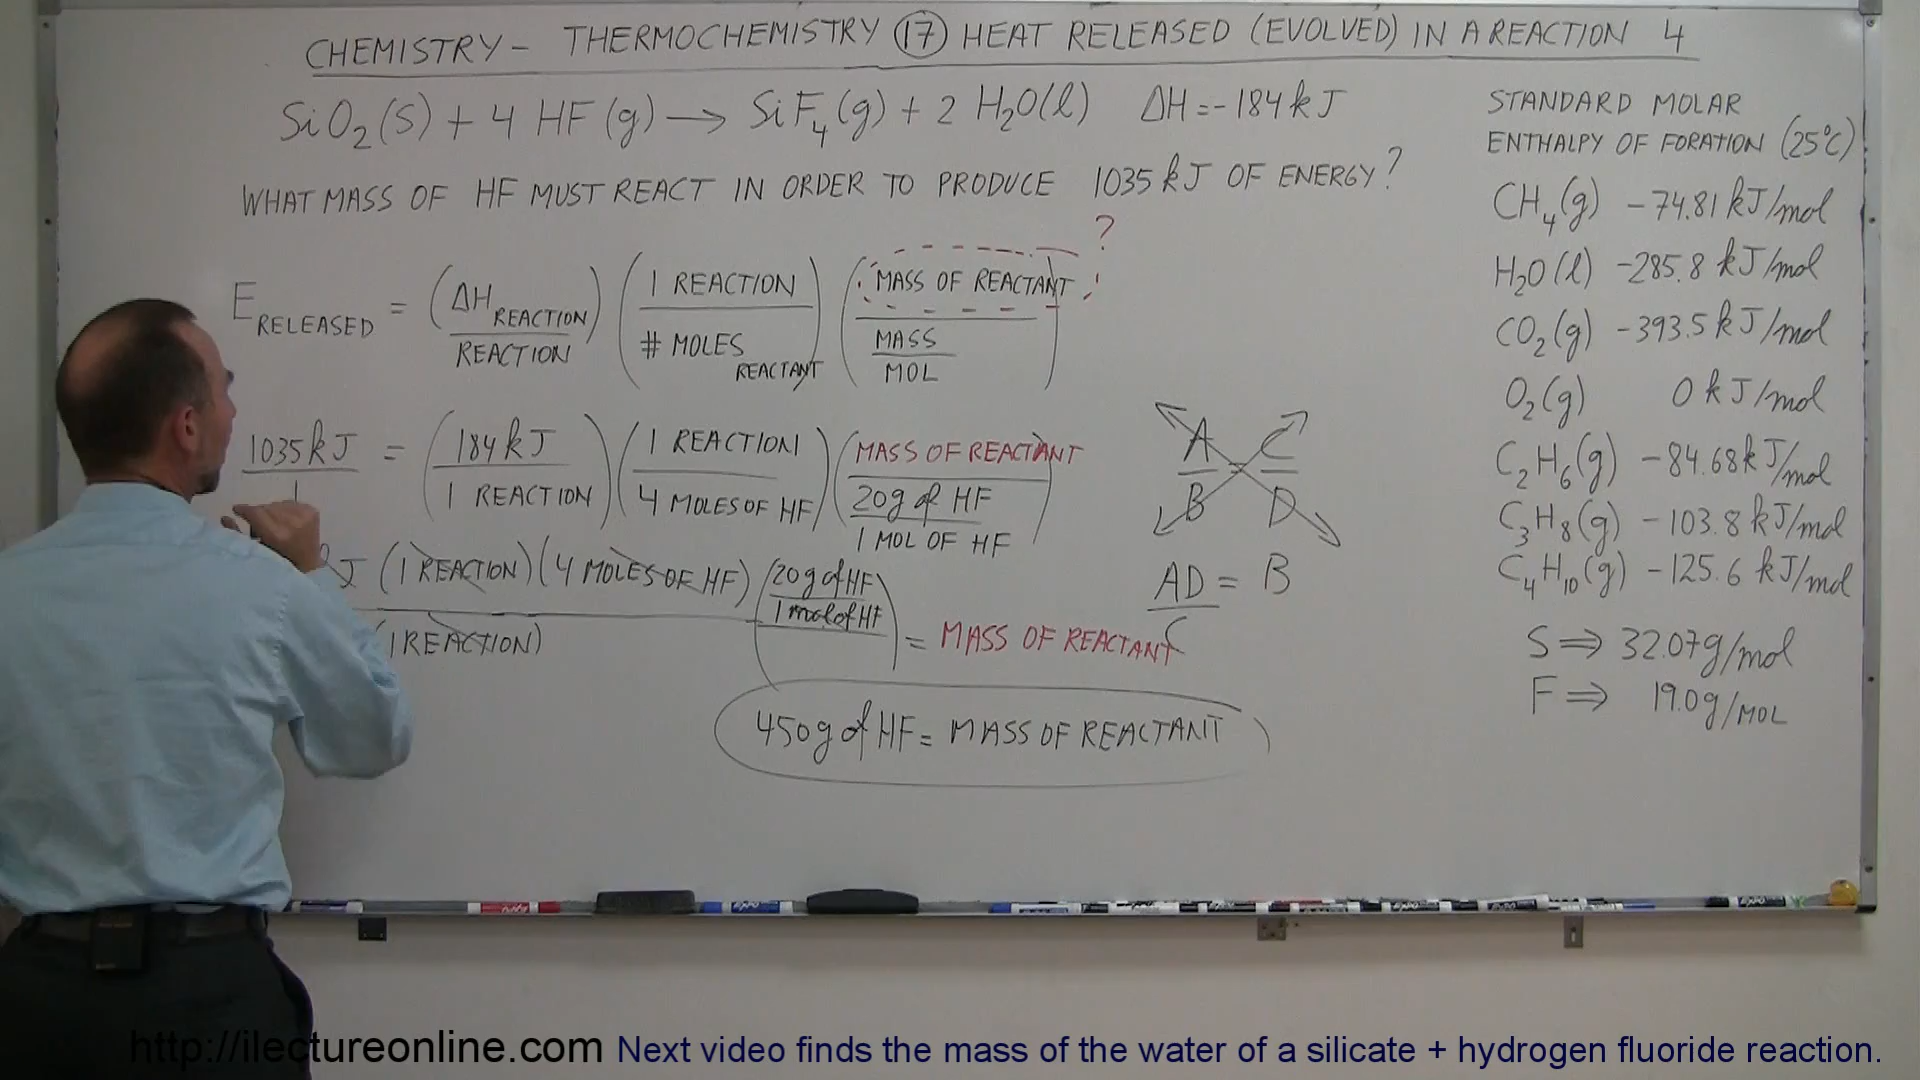 CHEMISTRY - THERMOCHEMISTRY 17 HEAT RELEASED (EVOLVED) IN A REACTION 4
SiO2(s) + 4 HF(g) → SiF4(g) + 2 H2O(l) ΔH = -184 kJ
WHAT MASS OF HF MUST REACT IN ORDER TO PRODUCE 1035 kJ OF ENERGY?
?
E RELEASED = (ΔH REACTION / REACTION) (1 REACTION / # MOLES REACTANT) (MASS OF REACTANT / MASS / MOL)
1035 kJ / 1 = (184 kJ / 1 REACTION) (1 REACTION / 4 MOLES OF HF) (MASS OF REACTANT / 20g of HF / 1 MOL OF HF)
J (1 REACTION) (4 MOLES OF HF) (20g of HF / 1 mol of HF) / (1 REACTION) = MASS OF REACTANT
450g of HF = MASS OF REACTANT
A / B = C / D
AD / C = B
STANDARD MOLAR
ENTHALPY OF FORATION (25°C)
CH4(g) -74.81 kJ/mol
H2O(l) -285.8 kJ/mol
CO2(g) -393.5 kJ/mol
O2(g) 0 kJ/mol
C2H6(g) -84.68 kJ/mol
C3H8(g) -103.8 kJ/mol
C4H10(g) -125.6 kJ/mol
S ⇒ 32.07g/mol
F ⇒ 19.0g/MOL
http://ilectureonline.com Next video finds the mass of the water of a silicate + hydrogen fluoride reaction.